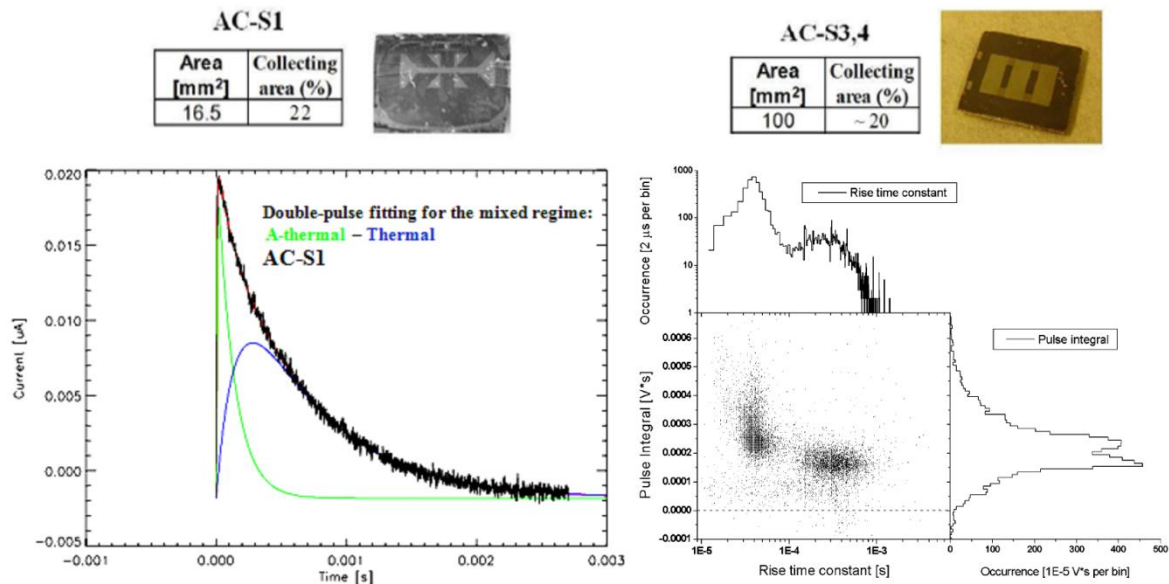 AC-S1
Area [mm²] Collecting area (%)
16.5 22
AC-S3,4
Area [mm²] Collecting area (%)
100 ~ 20
0.020
0.015
0.010
0.005
0.000
−0.005
Current [uA]
Double-pulse fitting for the mixed regime:
A-thermal – Thermal
AC-S1
−0.001 0.000 0.001 0.002 0.003
Time [s]
1000
100
10
1
Occurrence [2 µs per bin]
Rise time constant
0.0006
0.0005
0.0004
0.0003
0.0002
0.0001
0.0000
-0.0001
Pulse Integral [V*s]
Pulse integral
1E-5 1E-4 1E-3
Rise time constant [s]
0 100 200 300 400 500
Occurrence [1E-5 V*s per bin]